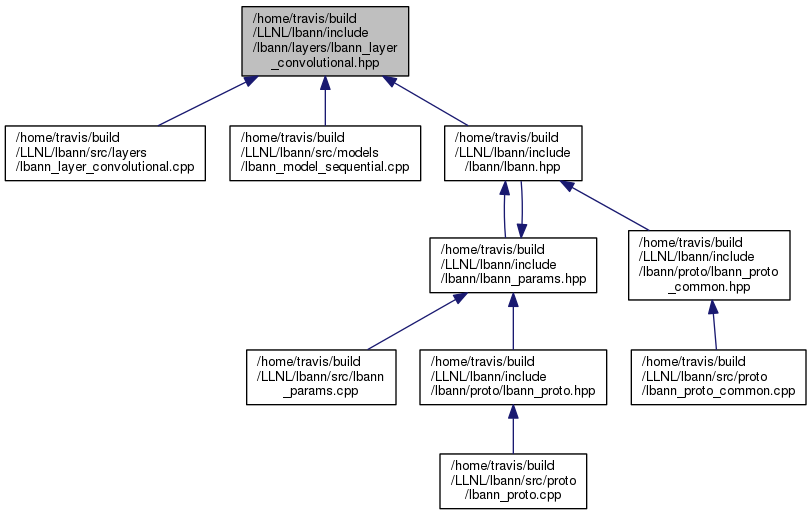 /home/travis/build
/LLNL/lbann/include
/lbann/layers/lbann_layer
_convolutional.hpp
/home/travis/build
/LLNL/lbann/src/layers
/lbann_layer_convolutional.cpp
/home/travis/build
/LLNL/lbann/src/models
/lbann_model_sequential.cpp
/home/travis/build
/LLNL/lbann/include
/lbann/lbann.hpp
/home/travis/build
/LLNL/lbann/include
/lbann/lbann_params.hpp
/home/travis/build
/LLNL/lbann/include
/lbann/proto/lbann_proto
_common.hpp
/home/travis/build
/LLNL/lbann/src/lbann
_params.cpp
/home/travis/build
/LLNL/lbann/include
/lbann/proto/lbann_proto.hpp
/home/travis/build
/LLNL/lbann/src/proto
/lbann_proto_common.cpp
/home/travis/build
/LLNL/lbann/src/proto
/lbann_proto.cpp